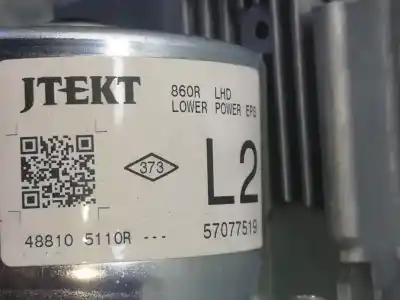 JTEKT
860R LHD
LOWER POWER EPS
373
L2
48810 5110R ---
57077519